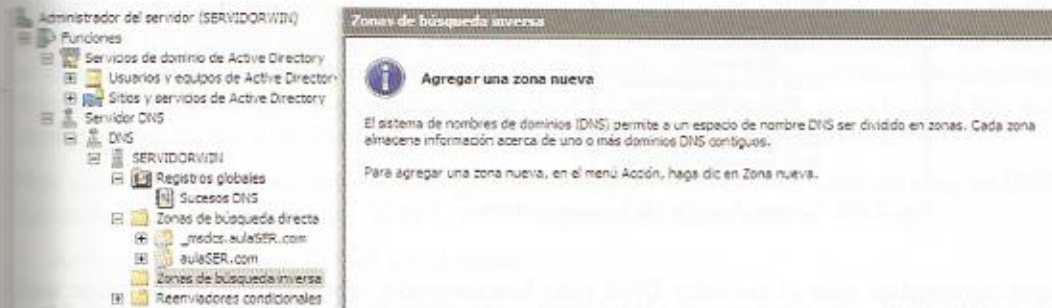 Administrador del servidor (SERVIDORWIN)
Funciones
Servicios de dominio de Active Directory
Usuarios y equipos de Active Director
Sitios y servicios de Active Directory
Servidor DNS
DNS
SERVIDORWIN
Registros globales
Sucesos DNS
Zonas de búsqueda directa
_msdcs.aulaSER.com
aulaSER.com
Zonas de búsqueda inversa
Reenviadores condicionales
Zonas de búsqueda inversa
Agregar una zona nueva
El sistema de nombres de dominios (DNS) permite a un espacio de nombre DNS ser dividido en zonas. Cada zona
almacena información acerca de uno o más dominios DNS contiguos.
Para agregar una zona nueva, en el menú Acción, haga clic en Zona nueva.